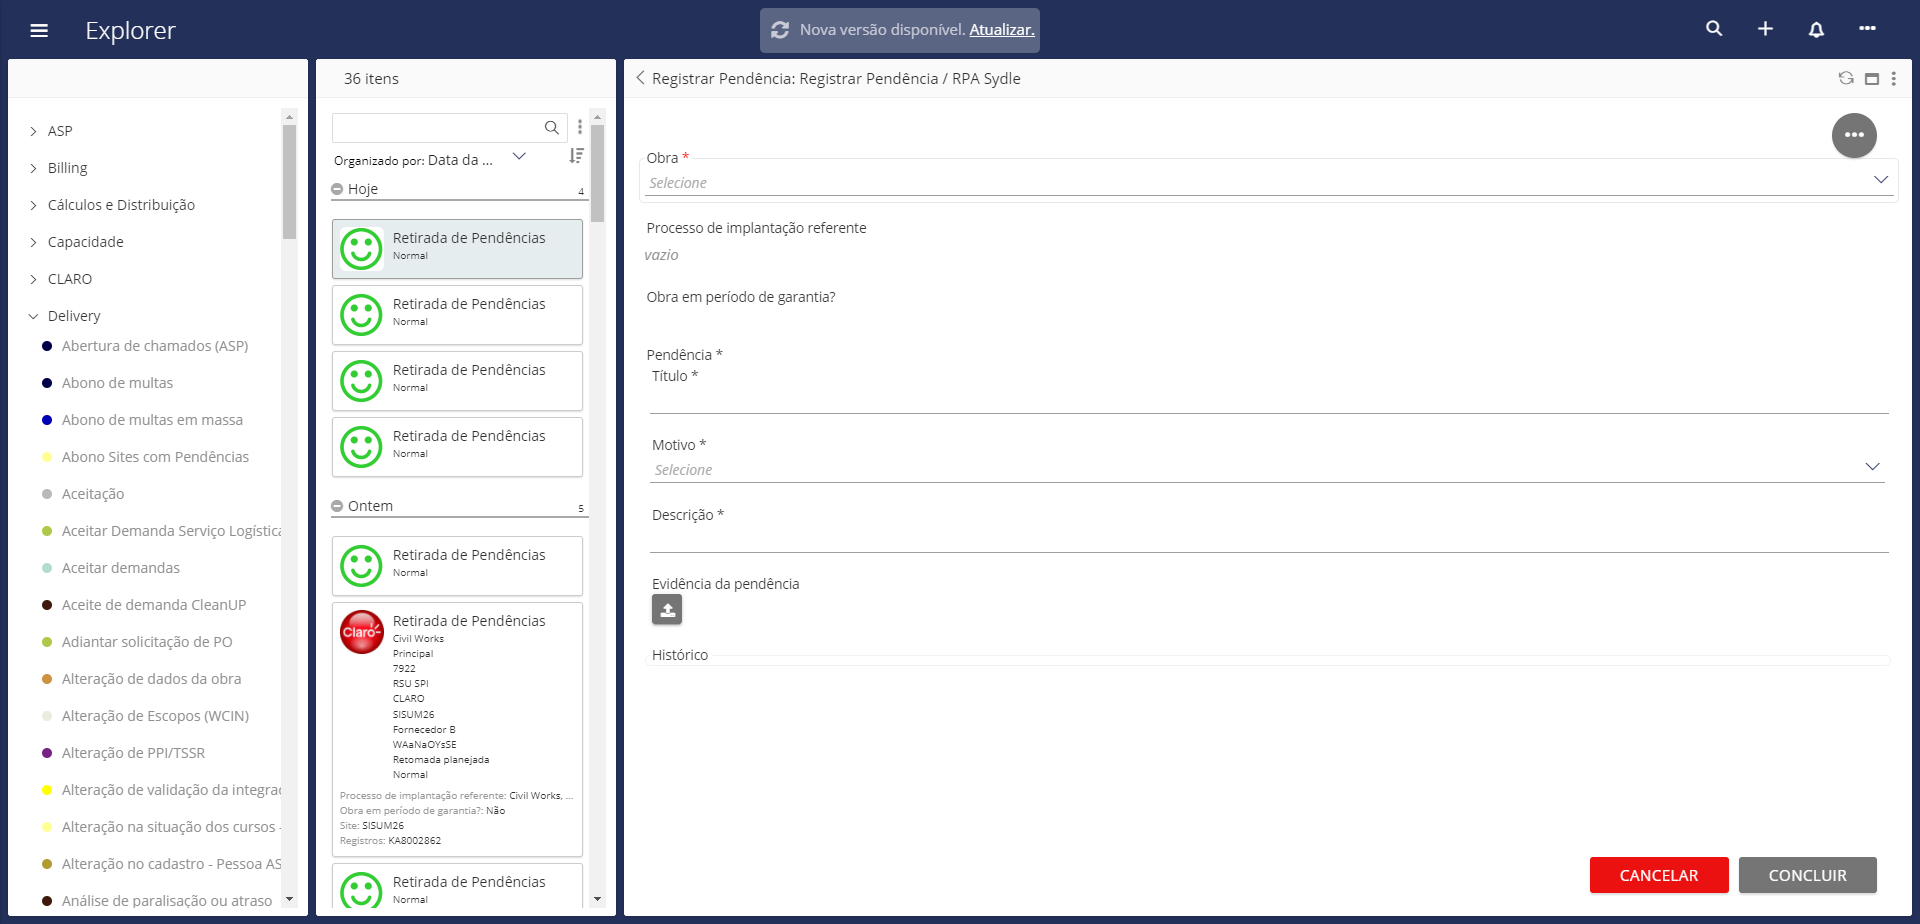 Explorer
Nova versão disponível. Atualizar.
ASP
Billing
Cálculos e Distribuição
Capacidade
CLARO
Delivery
Abertura de chamados (ASP)
Abono de multas
Abono de multas em massa
Abono Sites com Pendências
Aceitação
Aceitar Demanda Serviço Logística
Aceitar demandas
Aceite de demanda CleanUP
Adiantar solicitação de PO
Alteração de dados da obra
Alteração de Escopos (WCIN)
Alteração de PPI/TSSR
Alteração de validação da integraç
Alteração na situação dos cursos -
Alteração no cadastro - Pessoa AS
Análise de paralisação ou atraso
36 itens
Organizado por: Data da ...
Hoje 4
Retirada de Pendências
Normal
Retirada de Pendências
Normal
Retirada de Pendências
Normal
Retirada de Pendências
Normal
Ontem 5
Retirada de Pendências
Normal
Claro
Retirada de Pendências
Civil Works
Principal
7922
RSU SPI
CLARO
SISUM26
Fornecedor B
WAaNaOYsSE
Retomada planejada
Normal
Processo de implantação referente: Civil Works, ...
Obra em período de garantia?: Não
Site: SISUM26
Registros: KA8002862
Retirada de Pendências
Normal
Registrar Pendência: Registrar Pendência / RPA Sydle
Obra *
Selecione
Processo de implantação referente
vazio
Obra em período de garantia?
Pendência *
Título *
Motivo *
Selecione
Descrição *
Evidência da pendência
Histórico
CANCELAR
CONCLUIR